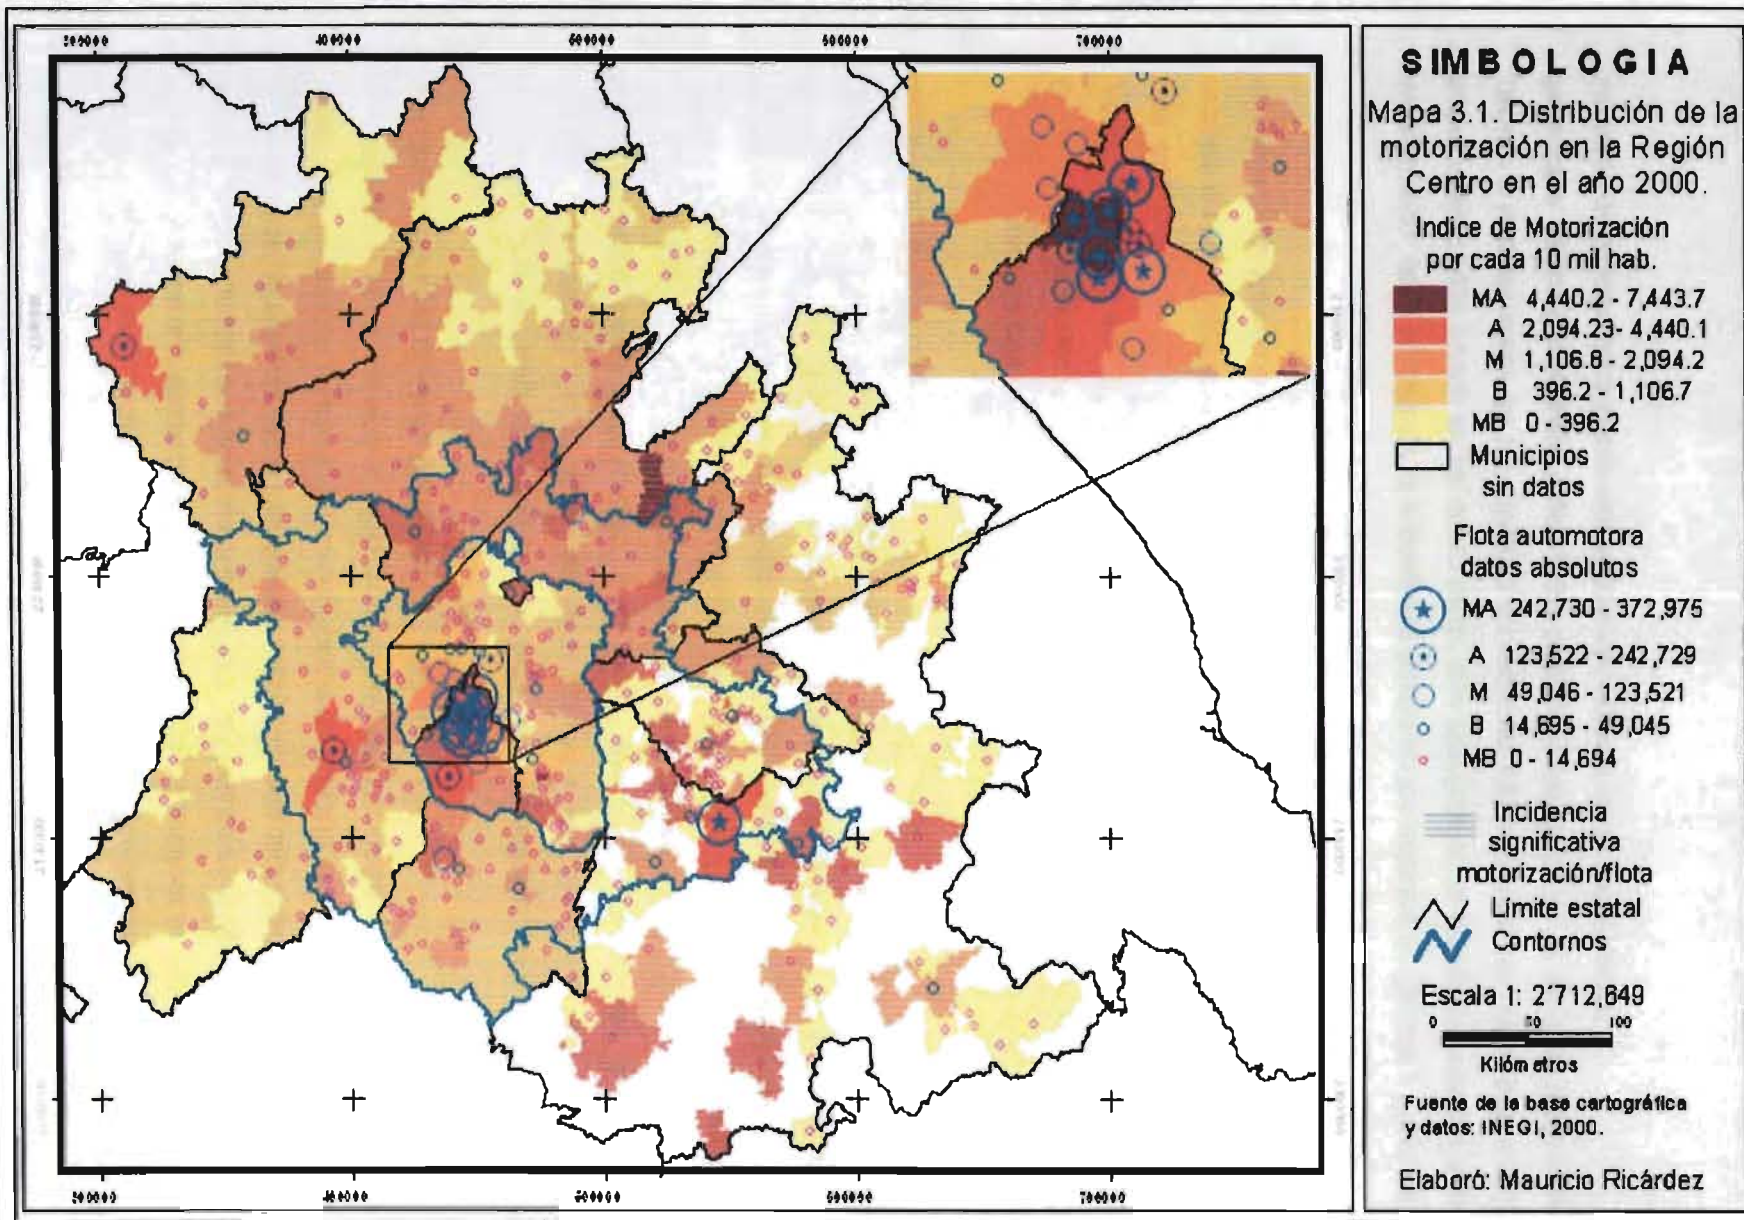 400000
700000
SIMBOLOGIA
Mapa 3.1. Distribución de la
motorización en la Región
Centro en el año 2000.
Indice de Motorización
por cada 10 mil hab.
MA 4,440.2 - 7,443.7
A 2,094.23- 4,440.1
M 1,106.8 - 2,094.2
B 396.2 - 1,106.7
MB 0 - 396.2
Municipios
sin datos
Flota automotora
datos absolutos
MA 242,730 - 372,975
A 123,522 - 242,729
M 49,046 - 123,521
B 14,695 - 49,045
MB 0 - 14,694
Incidencia
significativa
motorización/flota
Límite estatal
Contornos
Escala 1: 2'712,649
0 50 100
Kilómetros
Fuente de la base cartográfica
y datos: INEGI, 2000.
Elaboró: Mauricio Ricárdez
400000
700000